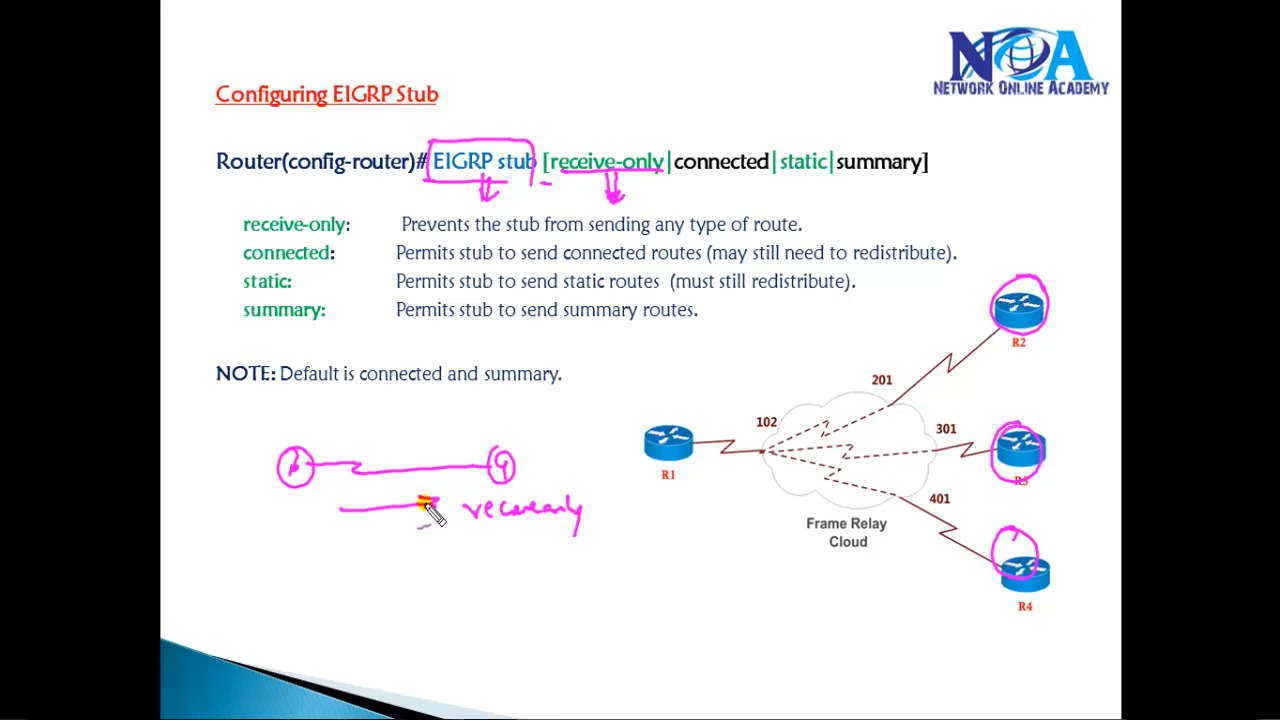 NOA
NETWORK ONLINE ACADEMY
Configuring EIGRP Stub
Router(config-router)# EIGRP stub [receive-only|connected|static|summary]
receive-only: Prevents the stub from sending any type of route.
connected: Permits stub to send connected routes (may still need to redistribute).
static: Permits stub to send static routes (must still redistribute).
summary: Permits stub to send summary routes.
NOTE: Default is connected and summary.
R2
201
102
301
R1
R3
401
Frame Relay
Cloud
R4